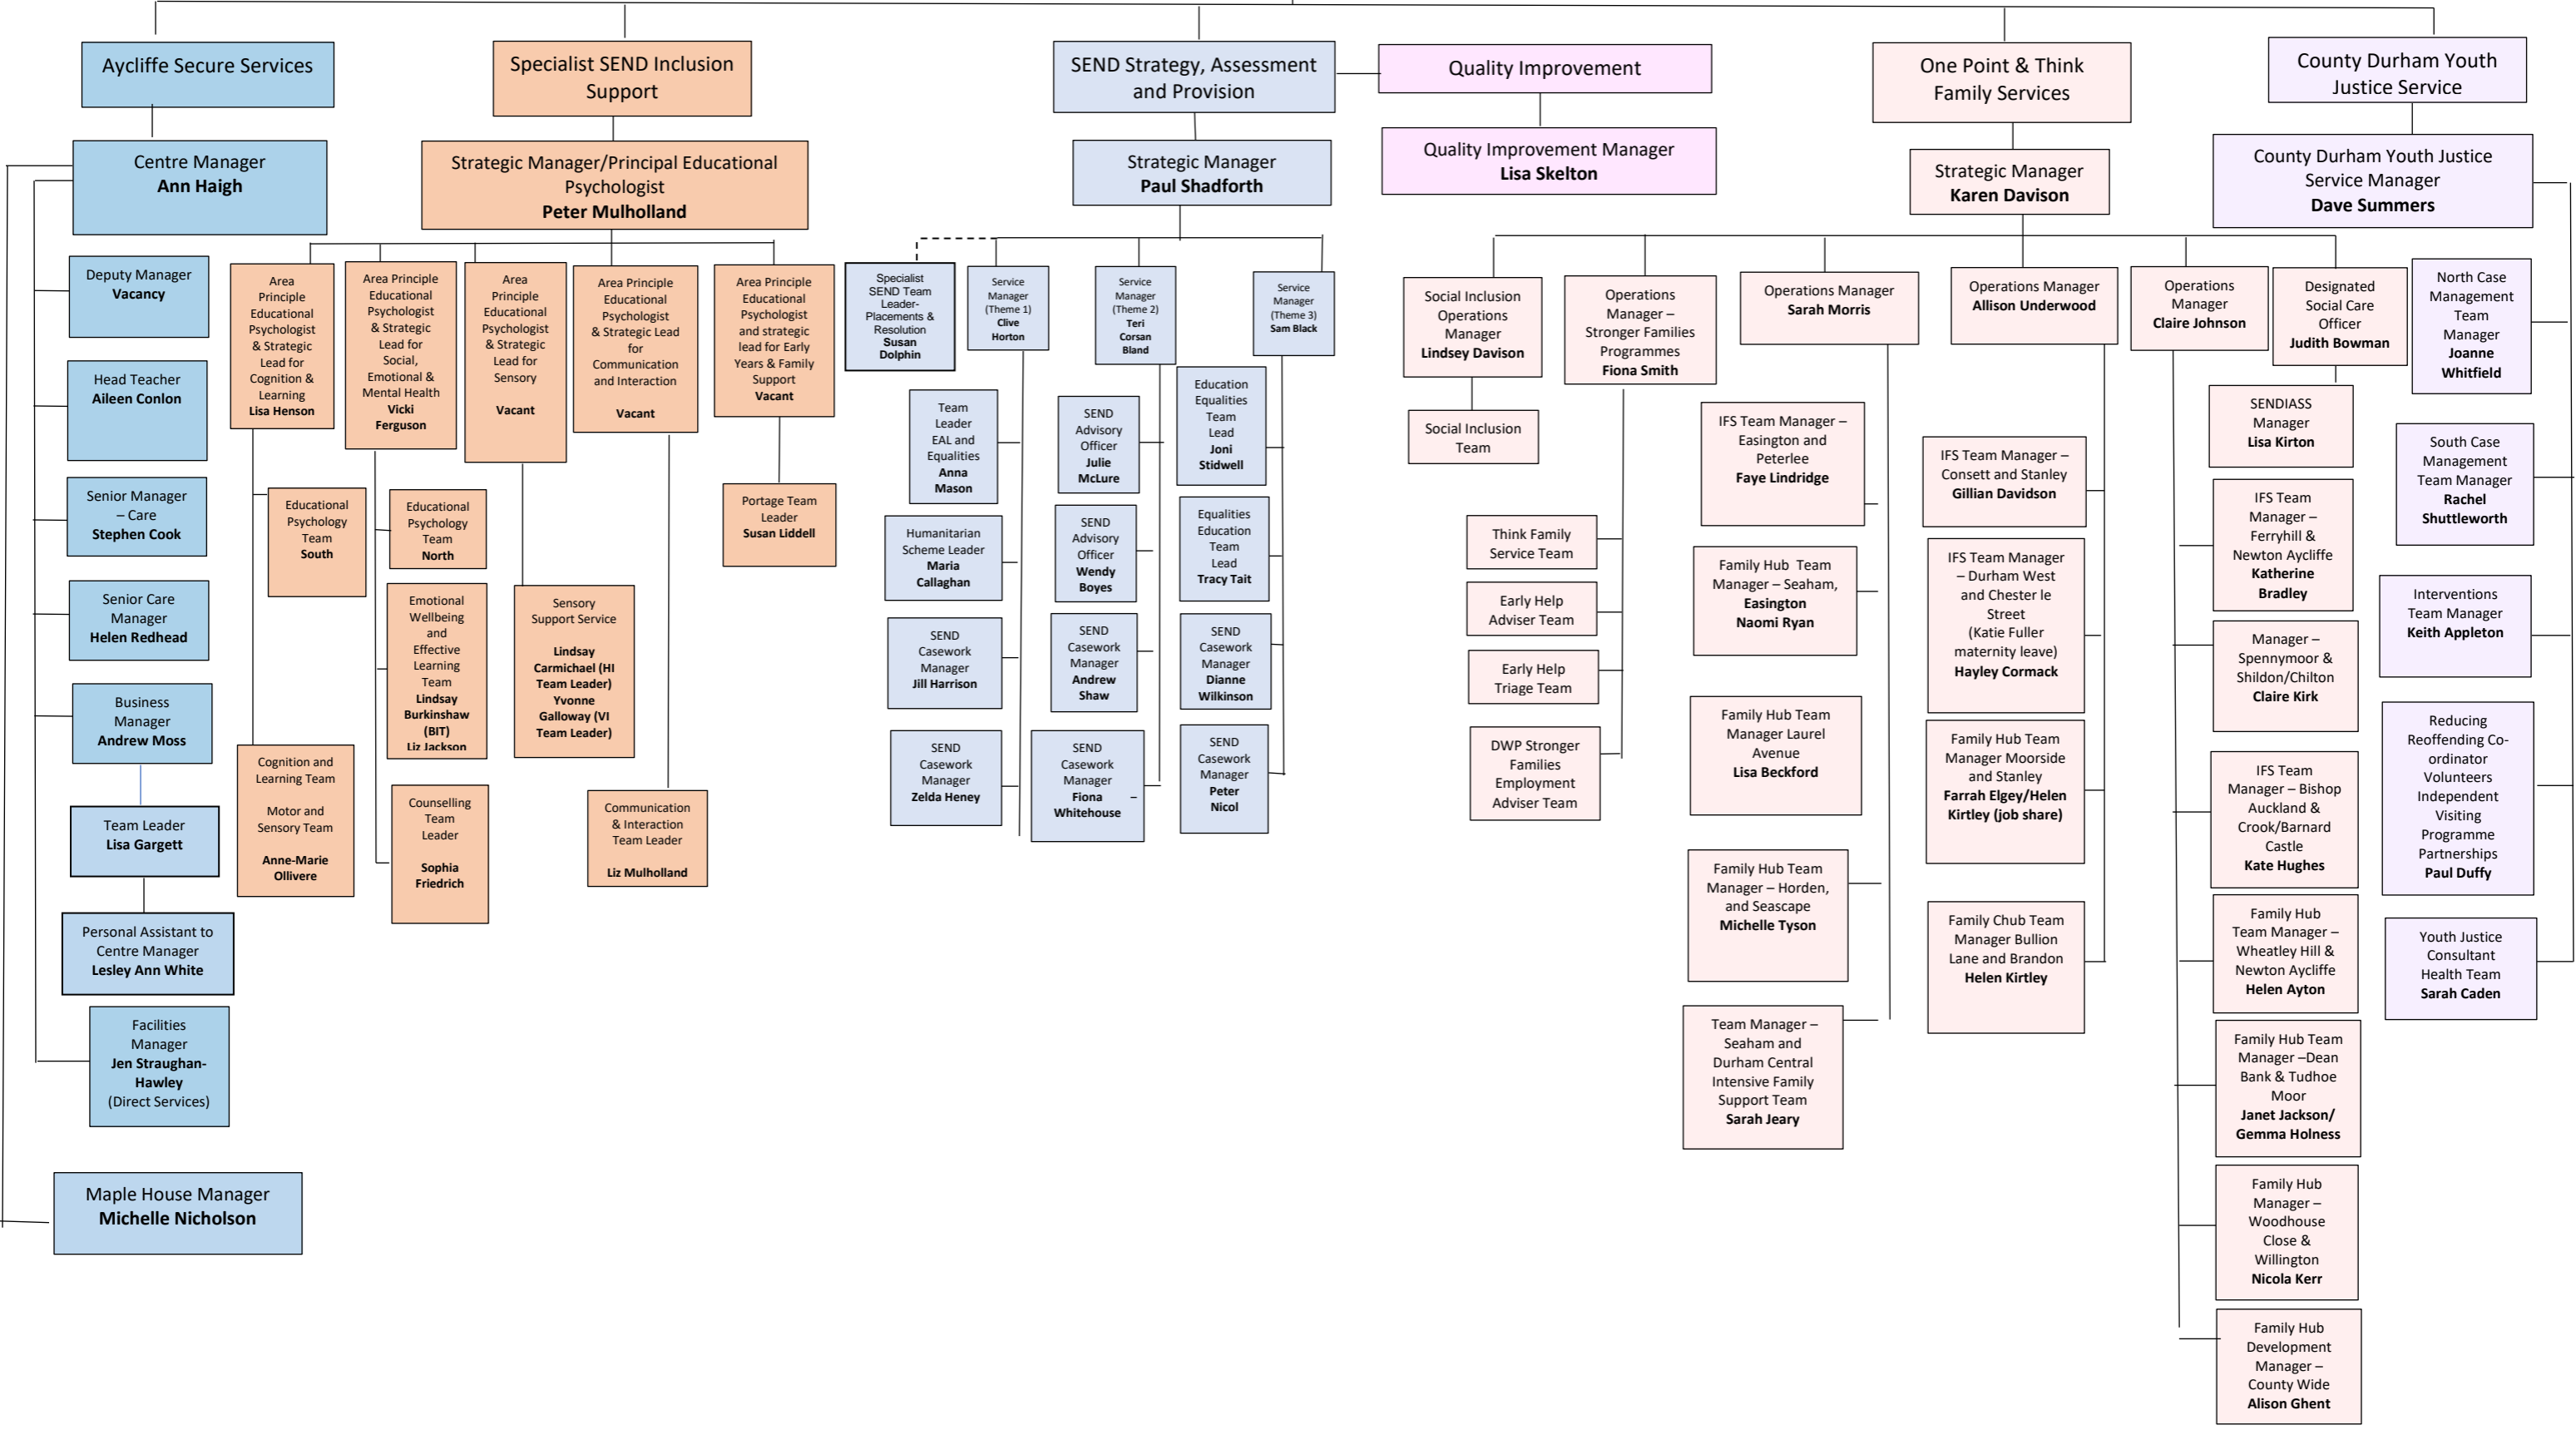 Aycliffe Secure Services
Centre Manager
Ann Haigh
Deputy Manager
Vacancy
Head Teacher
Aileen Conlon
Senior Manager
– Care
Stephen Cook
Senior Care
Manager
Helen Redhead
Business
Manager
Andrew Moss
Team Leader
Lisa Gargett
Personal Assistant to
Centre Manager
Lesley Ann White
Facilities
Manager
Jen Straughan-
Hawley
(Direct Services)
Maple House Manager
Michelle Nicholson
Specialist SEND Inclusion
Support
Strategic Manager/Principal Educational
Psychologist
Peter Mulholland
Area
Principle
Educational
Psychologist
& Strategic
Lead for
Cognition &
Learning
Lisa Henson
Educational
Psychology
Team
South
Cognition and
Learning Team
Motor and
Sensory Team
Anne-Marie
Ollivere
Area Principle
Educational
Psychologist
& Strategic
Lead for
Social,
Emotional &
Mental Health
Vicki
Ferguson
Educational
Psychology
Team
North
Emotional
Wellbeing
and
Effective
Learning
Team
Lindsay
Burkinshaw
(BIT)
Liz Jackson
Counselling
Team
Leader
Sophia
Friedrich
Area
Principle
Educational
Psychologist
& Strategic
Lead for
Sensory
Vacant
Sensory
Support Service
Lindsay
Carmichael (HI
Team Leader)
Yvonne
Galloway (VI
Team Leader)
Area Principle
Educational
Psychologist
& Strategic Lead
for
Communication
and Interaction
Vacant
Communication
& Interaction
Team Leader
Liz Mulholland
Area Principle
Educational
Psychologist
and strategic
lead for Early
Years & Family
Support
Vacant
Portage Team
Leader
Susan Liddell
SEND Strategy, Assessment
and Provision
Strategic Manager
Paul Shadforth
Specialist
SEND Team
Leader-
Placements &
Resolution
Susan
Dolphin
Service
Manager
(Theme 1)
Clive
Horton
Team
Leader
EAL and
Equalities
Anna
Mason
Humanitarian
Scheme Leader
Maria
Callaghan
SEND
Casework
Manager
Jill Harrison
SEND
Casework
Manager
Zelda Heney
Service
Manager
(Theme 2)
Teri
Corsan
Bland
SEND
Advisory
Officer
Julie
McLure
SEND
Advisory
Officer
Wendy
Boyes
SEND
Casework
Manager
Andrew
Shaw
SEND
Casework
Manager
Fiona –
Whitehouse
Service
Manager
(Theme 3)
Sam Black
Education
Equalities
Team
Lead
Joni
Stidwell
Equalities
Education
Team
Lead
Tracy Tait
SEND
Casework
Manager
Dianne
Wilkinson
SEND
Casework
Manager
Peter
Nicol
Quality Improvement
Quality Improvement Manager
Lisa Skelton
One Point & Think
Family Services
Strategic Manager
Karen Davison
Social Inclusion
Operations
Manager
Lindsey Davison
Social Inclusion
Team
Operations
Manager –
Stronger Families
Programmes
Fiona Smith
Think Family
Service Team
Early Help
Adviser Team
Early Help
Triage Team
DWP Stronger
Families
Employment
Adviser Team
Operations Manager
Sarah Morris
IFS Team Manager –
Easington and
Peterlee
Faye Lindridge
Family Hub Team
Manager – Seaham,
Easington
Naomi Ryan
Family Hub Team
Manager Laurel
Avenue
Lisa Beckford
Family Hub Team
Manager – Horden,
and Seascape
Michelle Tyson
Team Manager –
Seaham and
Durham Central
Intensive Family
Support Team
Sarah Jeary
Operations Manager
Allison Underwood
IFS Team Manager –
Consett and Stanley
Gillian Davidson
IFS Team Manager
– Durham West
and Chester le
Street
(Katie Fuller
maternity leave)
Hayley Cormack
Family Hub Team
Manager Moorside
and Stanley
Farrah Elgey/Helen
Kirtley (job share)
Family Chub Team
Manager Bullion
Lane and Brandon
Helen Kirtley
Operations
Manager
Claire Johnson
Designated
Social Care
Officer
Judith Bowman
SENDIASS
Manager
Lisa Kirton
IFS Team
Manager –
Ferryhill &
Newton Aycliffe
Katherine
Bradley
Manager –
Spennymoor &
Shildon/Chilton
Claire Kirk
IFS Team
Manager – Bishop
Auckland &
Crook/Barnard
Castle
Kate Hughes
Family Hub
Team Manager –
Wheatley Hill &
Newton Aycliffe
Helen Ayton
Family Hub Team
Manager –Dean
Bank & Tudhoe
Moor
Janet Jackson/
Gemma Holness
Family Hub
Manager –
Woodhouse
Close &
Willington
Nicola Kerr
Family Hub
Development
Manager –
County Wide
Alison Ghent
County Durham Youth
Justice Service
County Durham Youth Justice
Service Manager
Dave Summers
North Case
Management
Team
Manager
Joanne
Whitfield
South Case
Management
Team Manager
Rachel
Shuttleworth
Interventions
Team Manager
Keith Appleton
Reducing
Reoffending Co-
ordinator
Volunteers
Independent
Visiting
Programme
Partnerships
Paul Duffy
Youth Justice
Consultant
Health Team
Sarah Caden